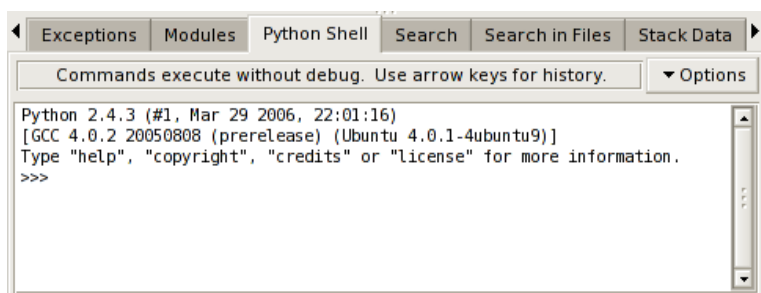 Exceptions Modules Python Shell Search Search in Files Stack Data
Commands execute without debug. Use arrow keys for history. Options
Python 2.4.3 (#1, Mar 29 2006, 22:01:16)
[GCC 4.0.2 20050808 (prerelease) (Ubuntu 4.0.1-4ubuntu9)]
Type "help", "copyright", "credits" or "license" for more information.
>>>